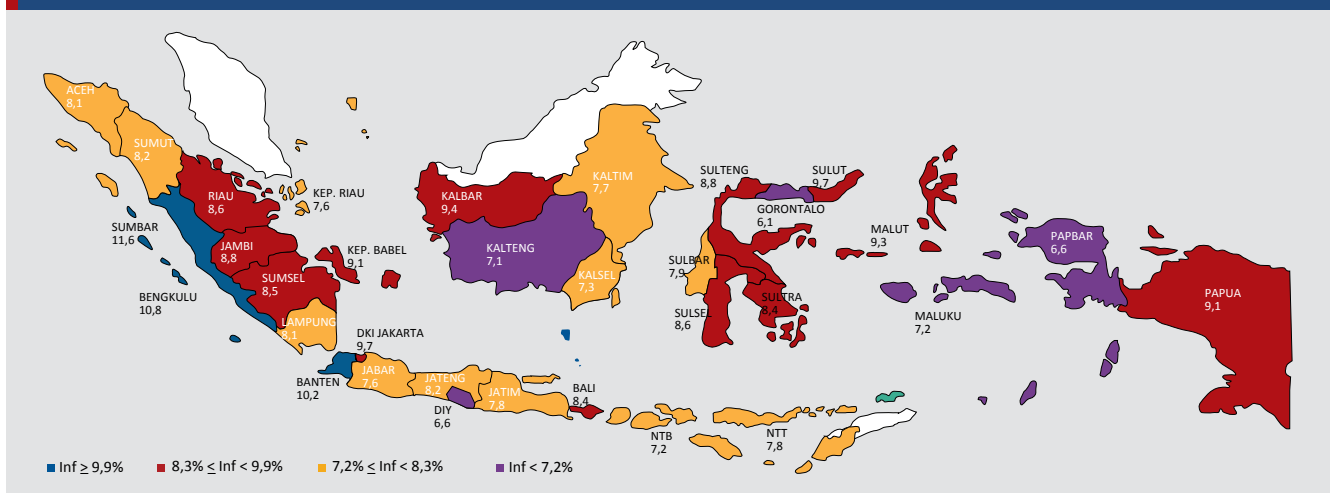 ACEH
8,1
SUMUT
8,2
RIAU
8,6
KEP. RIAU
7,6
SUMBAR
11,6
JAMBI
8,8
KEP. BABEL
9,1
SUMSEL
8,5
BENGKULU
10,8
LAMPUNG
8,1
DKI JAKARTA
9,7
BANTEN
10,2
JABAR
7,6
JATENG
8,2
DIY
6,6
JATIM
7,8
BALI
8,4
NTB
7,2
NTT
7,8
KALBAR
9,4
KALTENG
7,1
KALTIM
7,7
KALSEL
7,3
SULTENG
8,8
SULUT
9,7
GORONTALO
6,1
SULBAR
7,9
SULSEL
8,6
SULTRA
8,4
MALUT
9,3
MALUKU
7,2
PAPBAR
6,6
PAPUA
9,1
Inf ≥ 9,9%
8,3% ≤ Inf < 9,9%
7,2% ≤ Inf < 8,3%
Inf < 7,2%